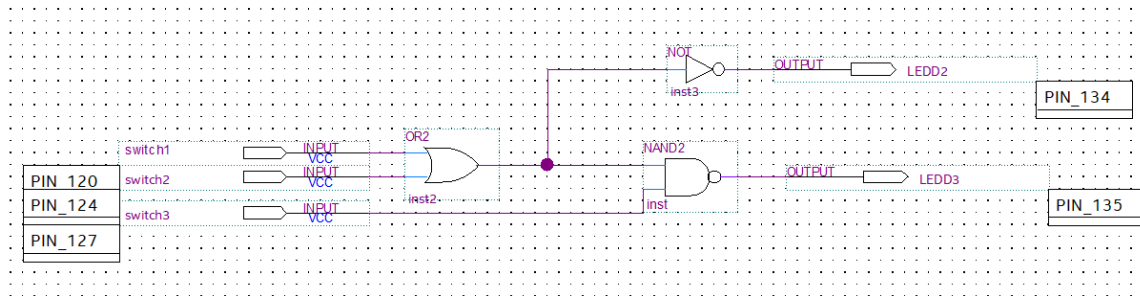 NOT
OUTPUT
LEDD2
inst3
PIN_134
OR2
switch1
INPUT
VCC
NAND2
PIN_120
switch2
INPUT
VCC
OUTPUT
LEDD3
inst2
inst
PIN_124
switch3
INPUT
VCC
PIN_135
PIN_127